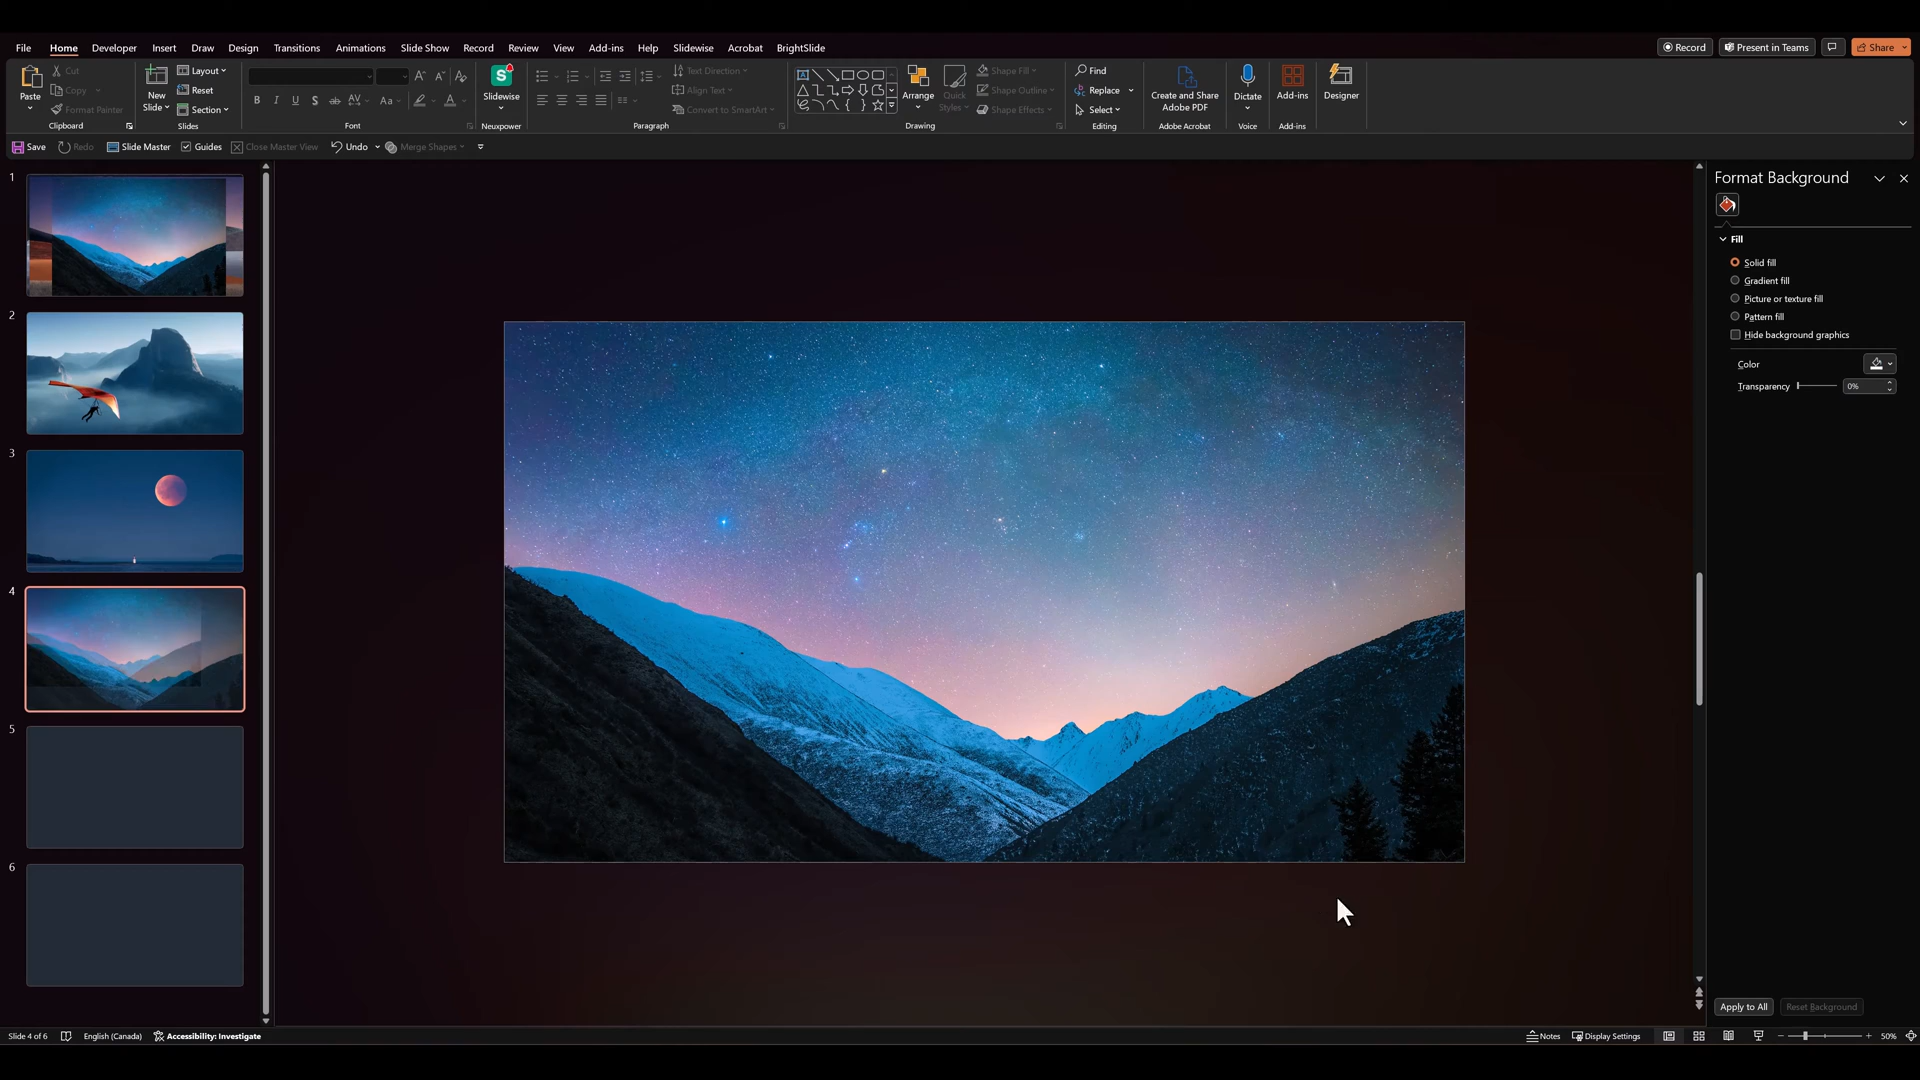 File Home Developer Insert Draw Design Transitions Animations Slide Show Record Review View Add-ins Help Slidewise Acrobat BrightSlide
Record Present in Teams Share
Paste Cut Copy Format Painter
Clipboard
New Slide Layout Reset Section
Slides
B I U S ab AV Aa A
Font
S Slidewise
Neuxpower
Text Direction Align Text Convert to SmartArt
Paragraph
Arrange Quick Styles Shape Fill Shape Outline Shape Effects
Drawing
Find Replace Select
Editing
Create and Share Adobe PDF
Adobe Acrobat
Dictate
Voice
Add-ins
Add-ins
Designer
Save Redo Slide Master Guides Close Master View Undo Merge Shapes
1
2
3
4
5
6
Format Background
Fill
Solid fill
Gradient fill
Picture or texture fill
Pattern fill
Hide background graphics
Color
Transparency 0%
Apply to All Reset Background
Slide 4 of 6 English (Canada) Accessibility: Investigate Notes Display Settings 50%